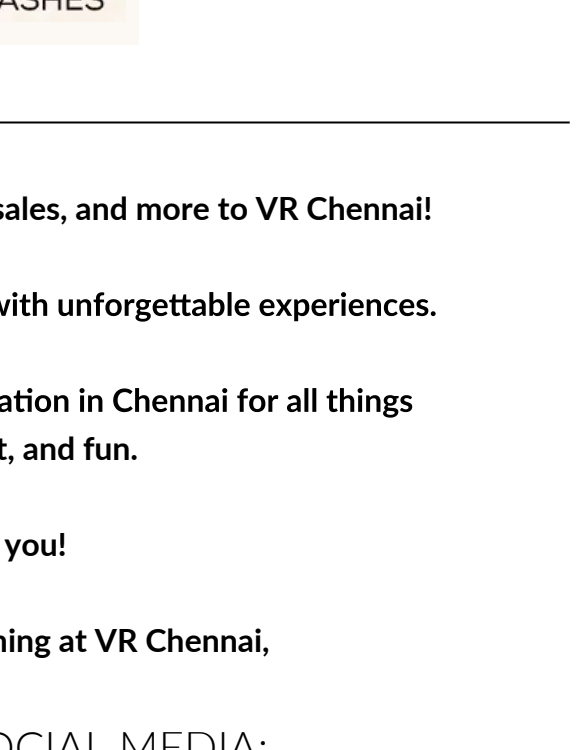 ASHES
sales, and more to VR Chennai!
with unforgettable experiences.
ation in Chennai for all things
t, and fun.
you!
ning at VR Chennai,
OCIAL MEDIA: